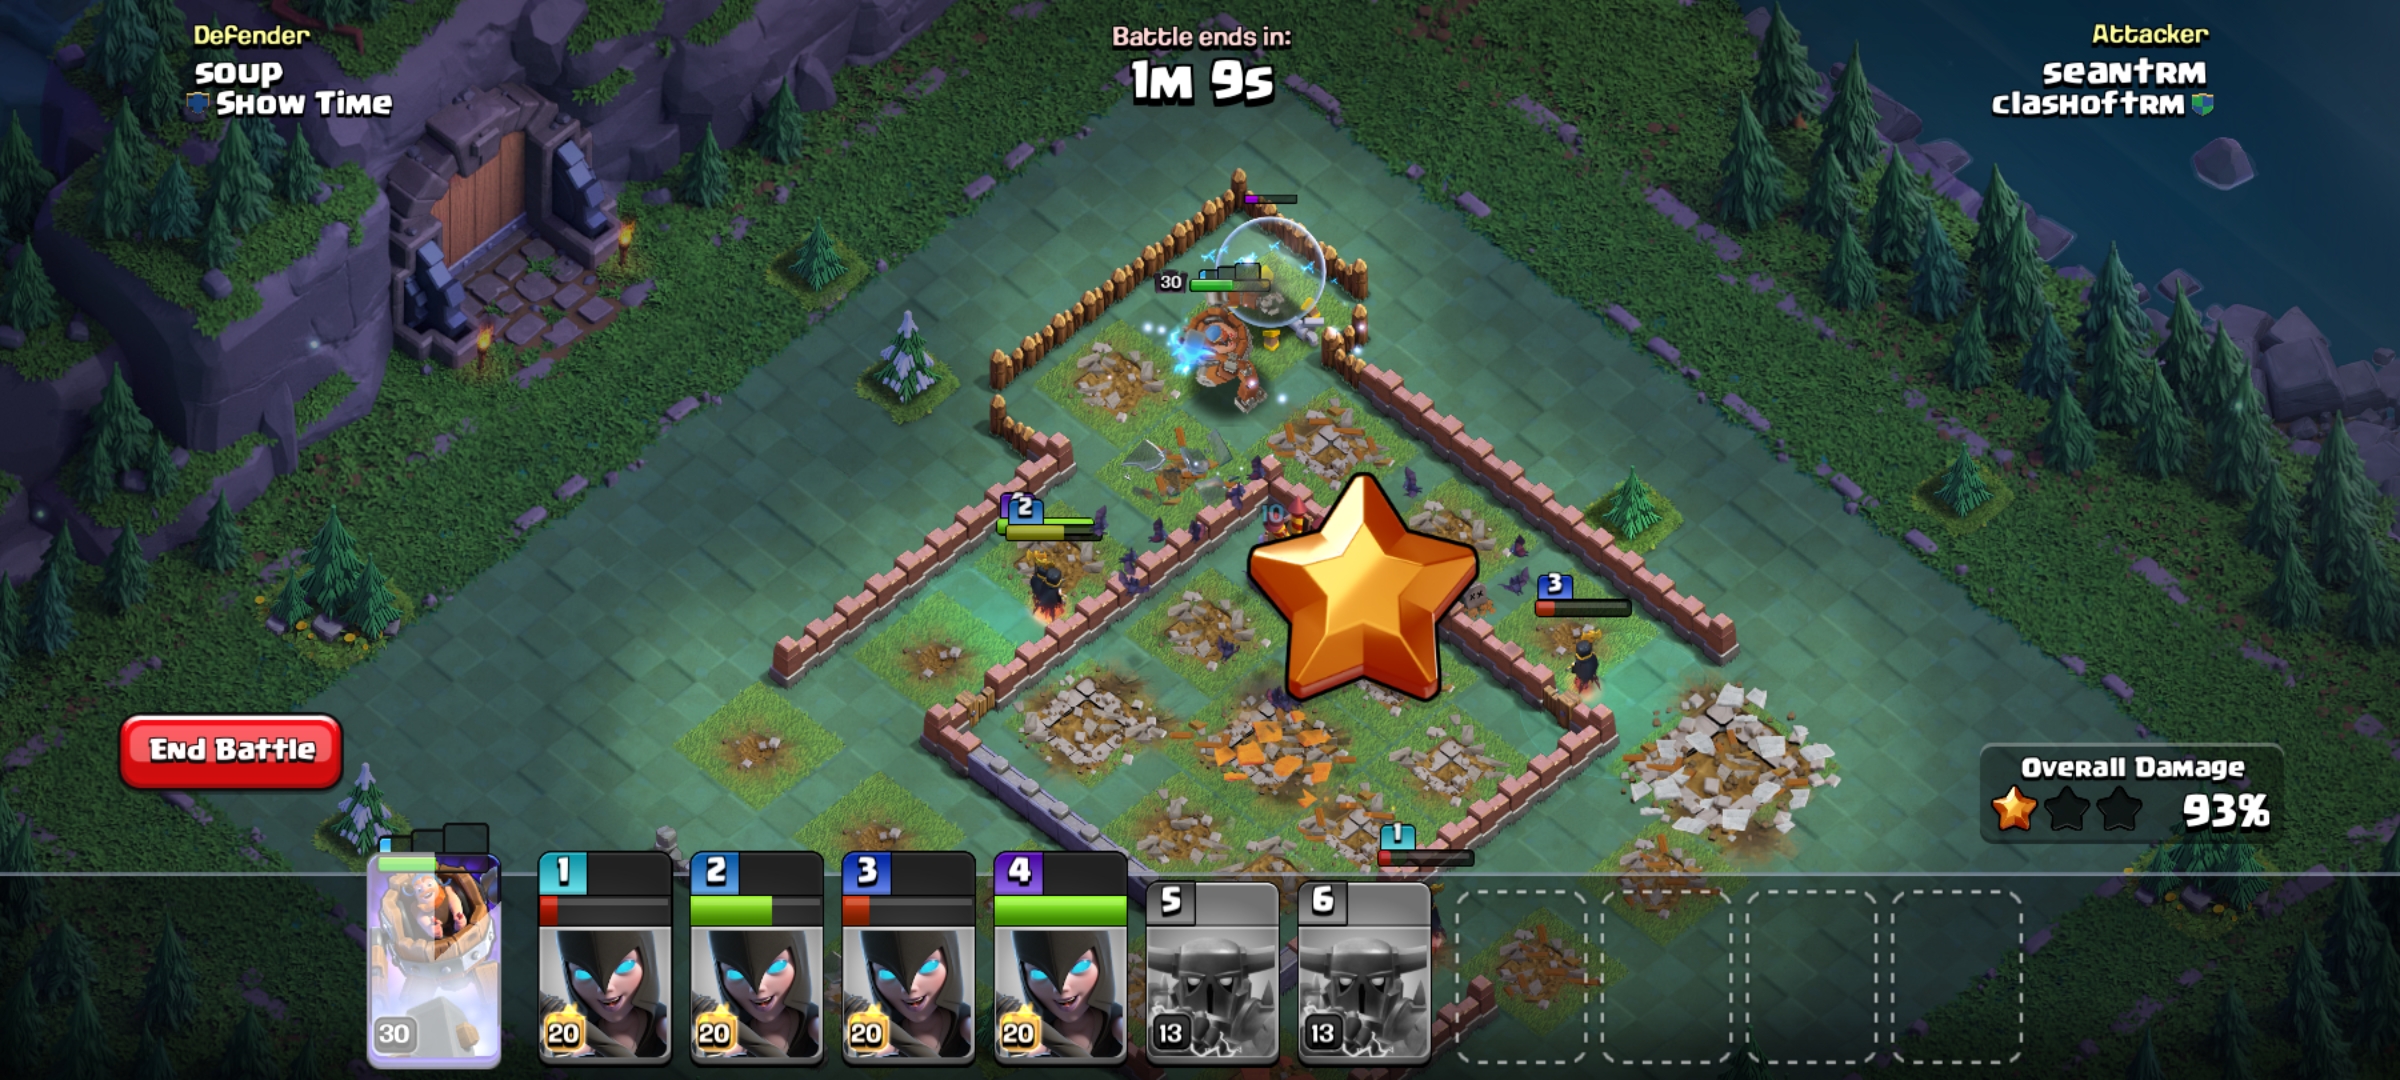 Defender
soup
Show Time
Battle ends in:
1M 9s
Attacker
seantrm
clashoftrm
30
2
10
3
End Battle
Overall Damage
93%
1
1
2
3
4
5
6
30
20
20
20
20
13
13